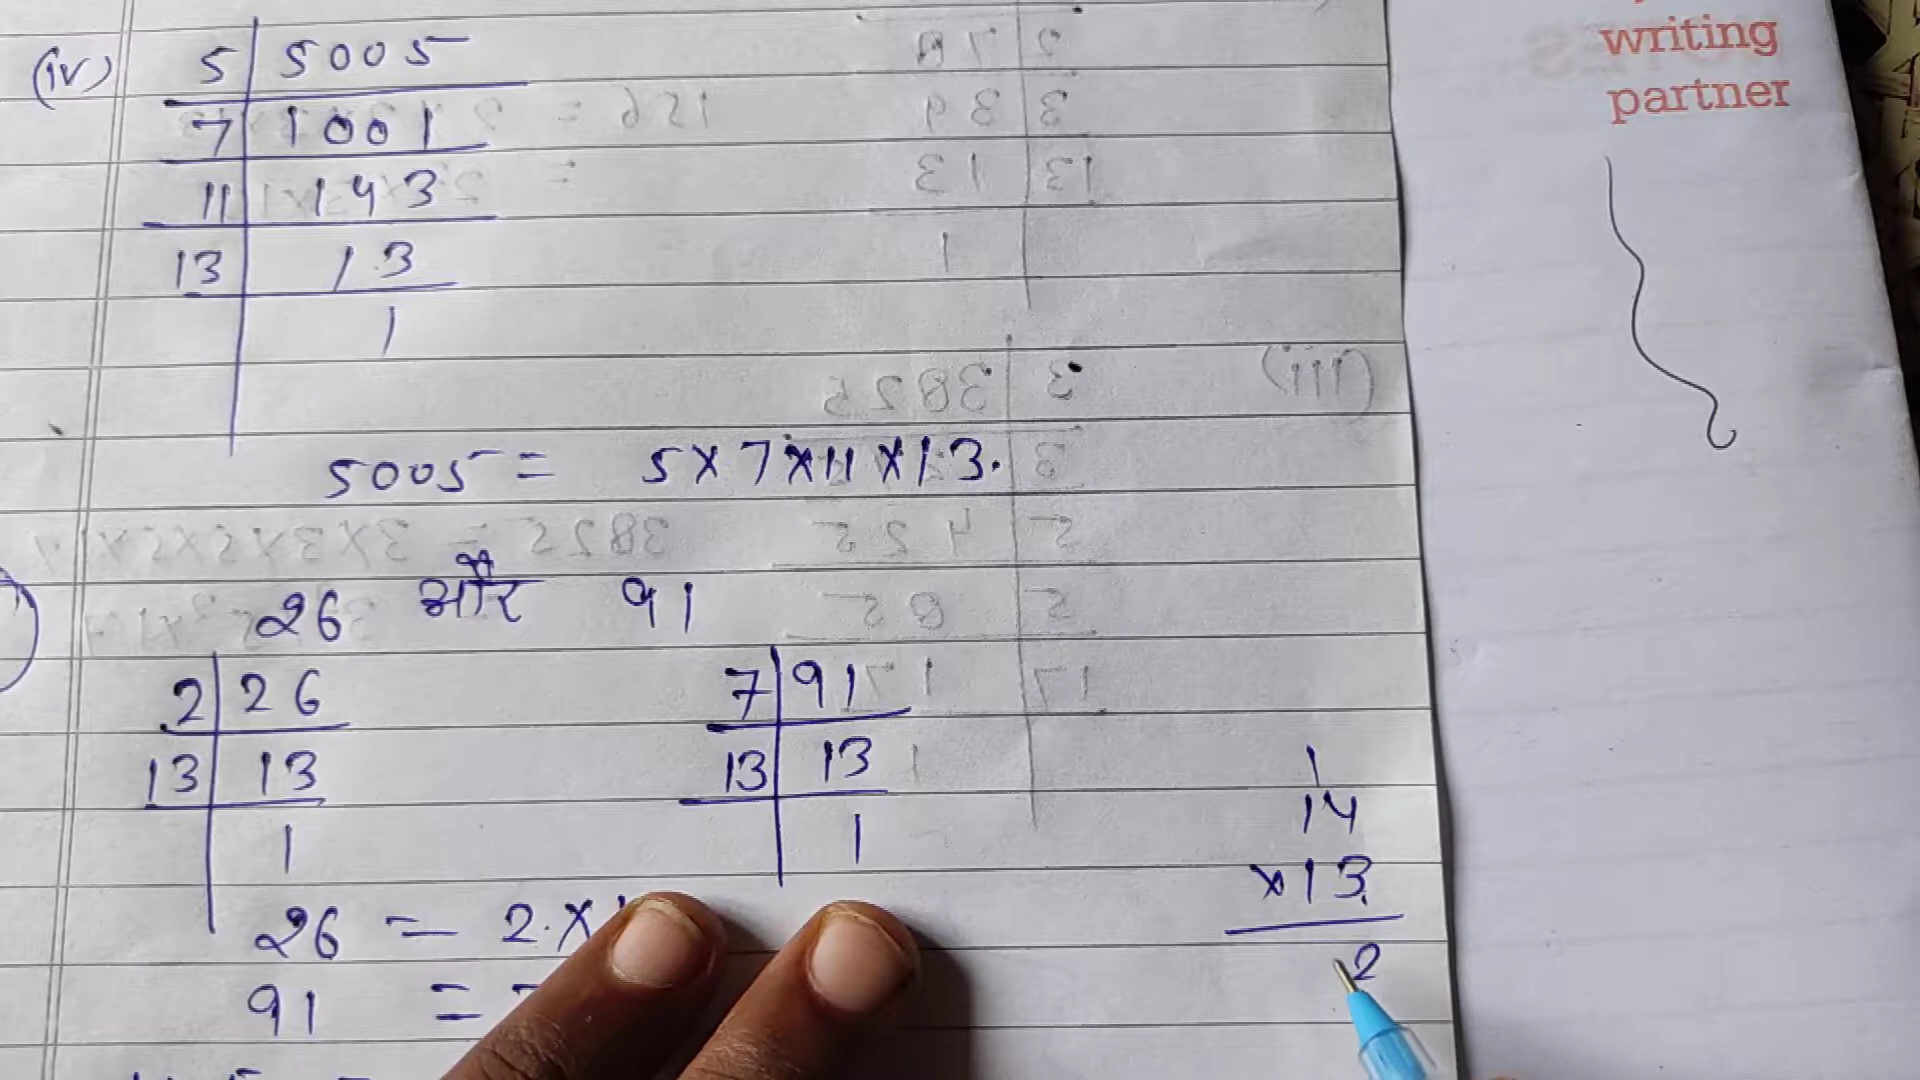 writing
partner
(iv) 5 | 5005
7 | 1001
11 | 143
13 | 13
1
5005 = 5 × 7 × 11 × 13.
26 और 91
2 | 26
13 | 13
1
7 | 91
13 | 13
1
26 = 2 ×
91 =
1
14
× 13
2